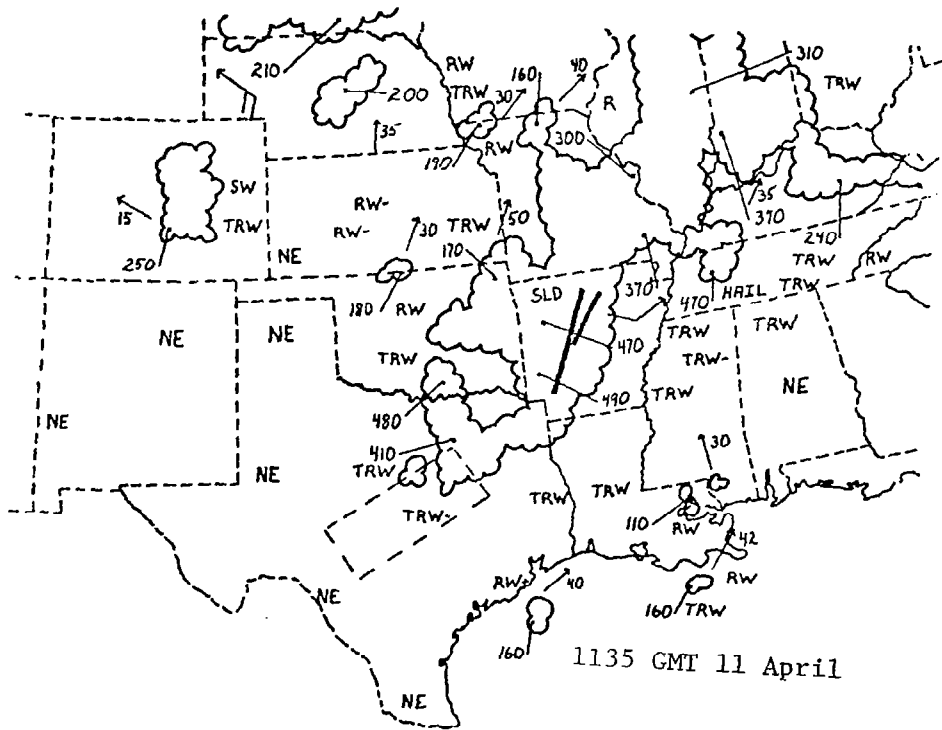 RW
40
310
210
160
TRW
30
TRW
200
R
35
190
RW
300
SW
RW-
35
15
TRW
TRW
50
370
RW-
30
240
250
NE
170
TRW
RW
180
RW
SLD
370
470
HAIL
TRW
NE
NE
TRW
TRW
TRW
470
TRW-
NE
480
490
TRW
NE
410
30
NE
TRW
TRW
TRW
TRW-
110
RW
42
RW+
40
RW
NE
160
TRW
160
1135 GMT 11 April
NE